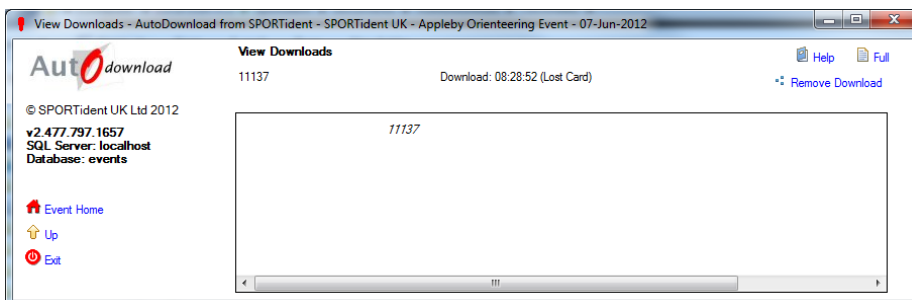 View Downloads - AutoDownload from SPORTident - SPORTident UK - Appleby Orienteering Event - 07-Jun-2012
AutOdownload
View Downloads
Help Full
11137 Download: 08:28:52 (Lost Card)
Remove Download
© SPORTident UK Ltd 2012
v2.477.797.1657
SQL Server: localhost
Database: events
11137
Event Home
Up
Exit